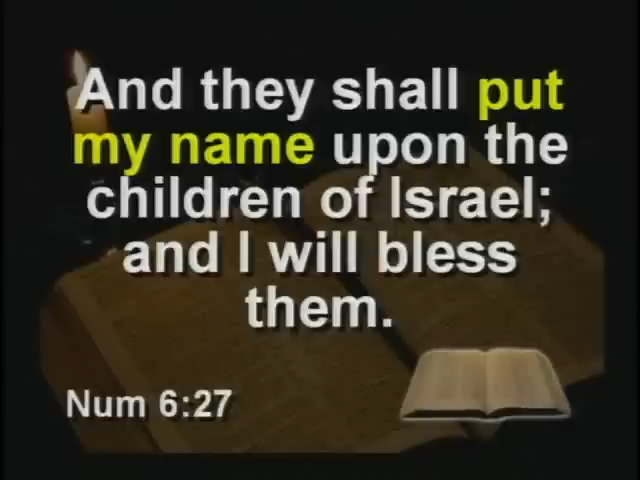 And they shall put
my name upon the
children of Israel;
and I will bless
them.
Num 6:27